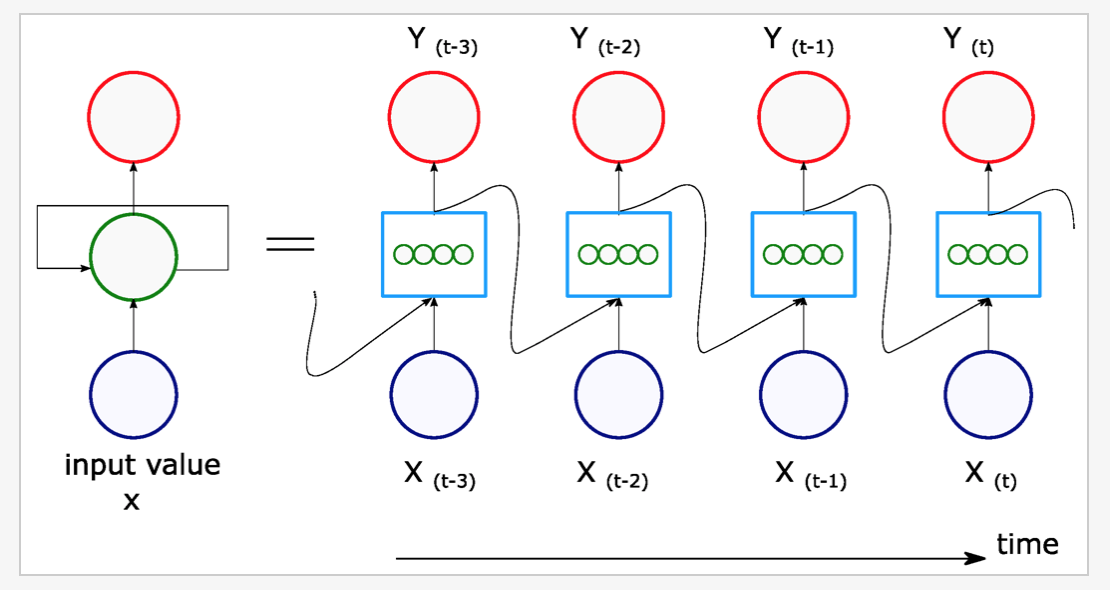 Y (t-3) Y (t-2) Y (t-1) Y (t)
=
input value
x
X (t-3) X (t-2) X (t-1) X (t)
time